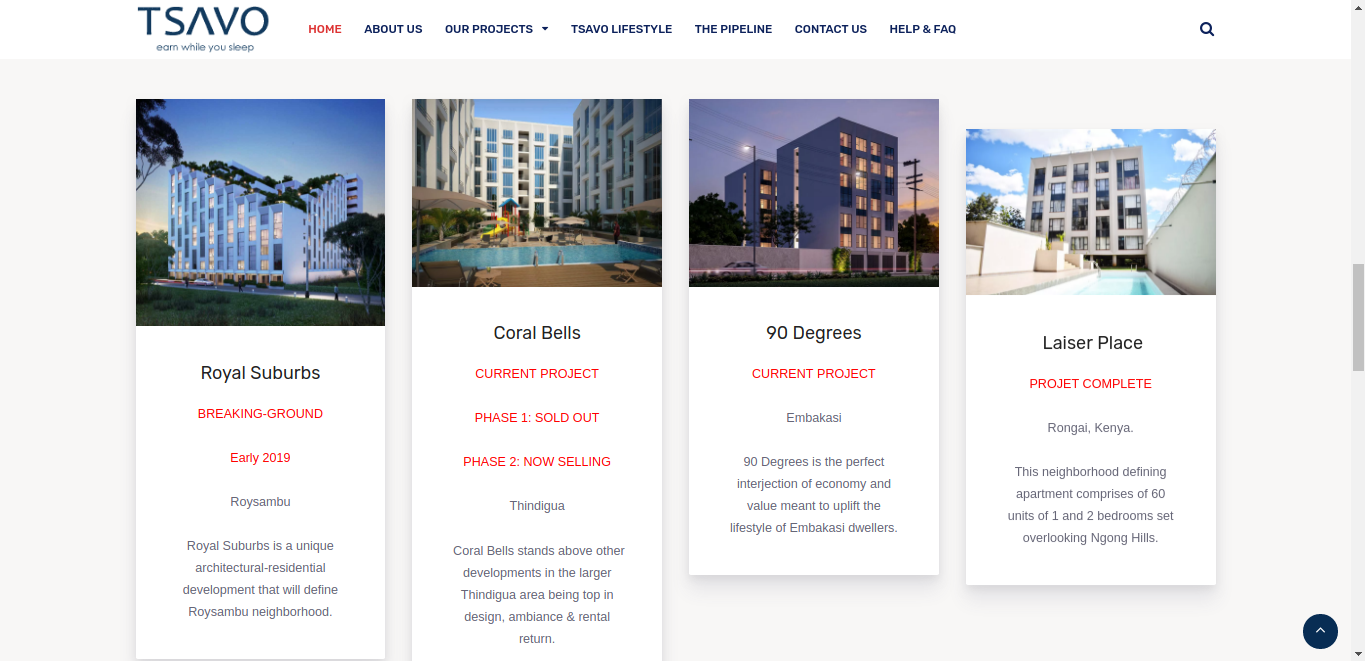 TSAVO
earn while you sleep
HOME
ABOUT US
OUR PROJECTS
TSAVO LIFESTYLE
THE PIPELINE
CONTACT US
HELP & FAQ
Royal Suburbs
BREAKING-GROUND
Early 2019
Roysambu
Royal Suburbs is a unique
architectural-residential
development that will define
Roysambu neighborhood.
Coral Bells
CURRENT PROJECT
PHASE 1: SOLD OUT
PHASE 2: NOW SELLING
Thindigua
Coral Bells stands above other
developments in the larger
Thindigua area being top in
design, ambiance & rental
return.
90 Degrees
CURRENT PROJECT
Embakasi
90 Degrees is the perfect
interjection of economy and
value meant to uplift the
lifestyle of Embakasi dwellers.
Laiser Place
PROJET COMPLETE
Rongai, Kenya.
This neighborhood defining
apartment comprises of 60
units of 1 and 2 bedrooms set
overlooking Ngong Hills.